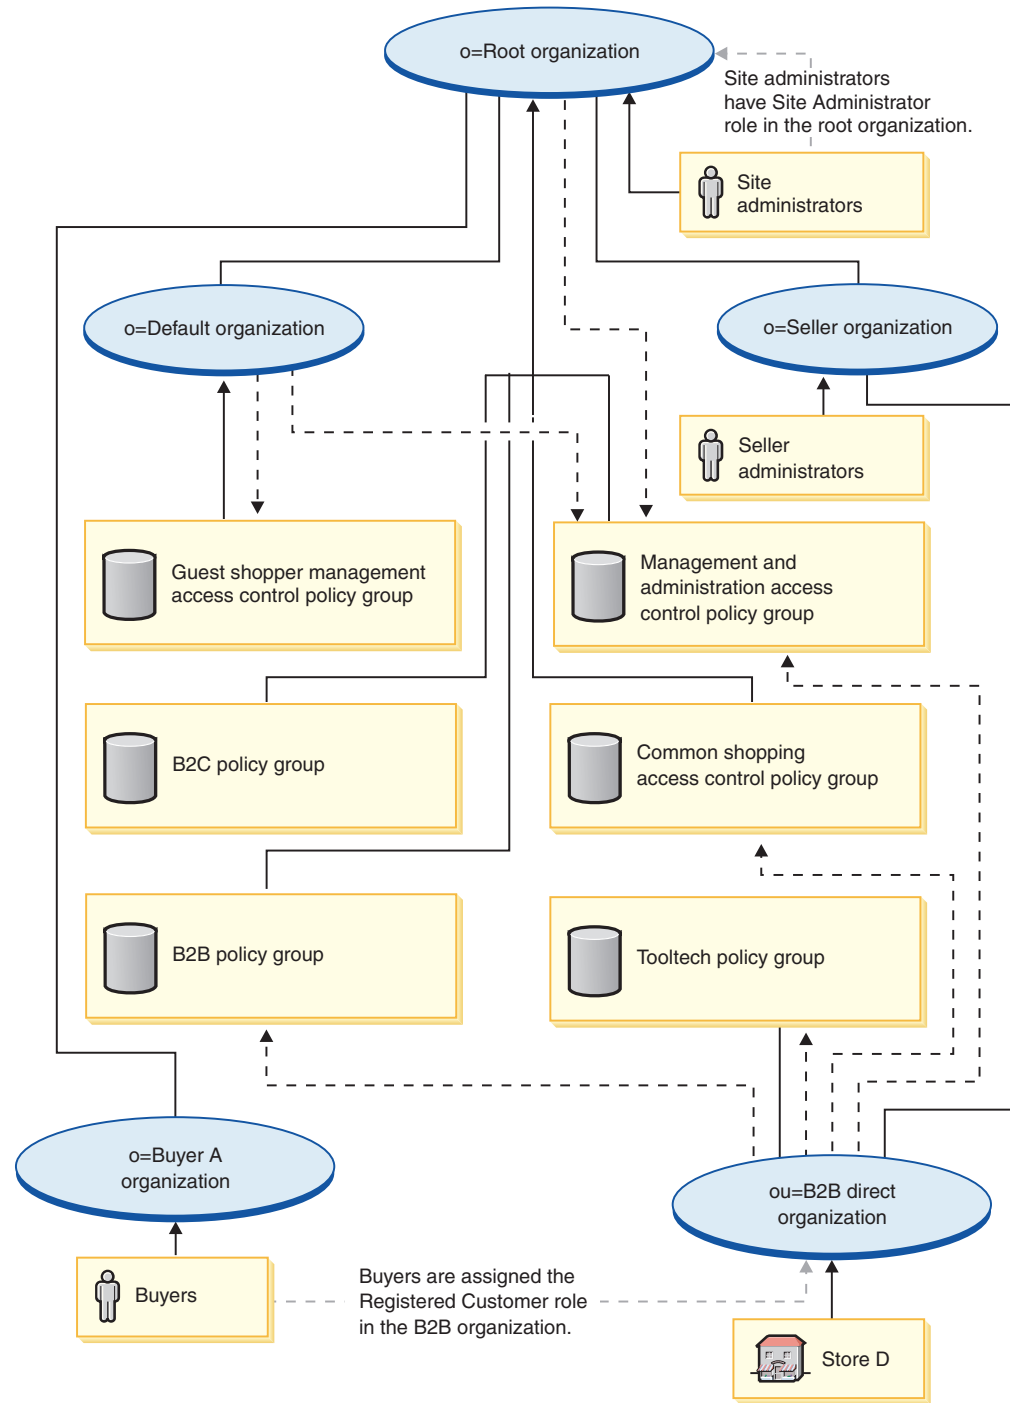 o=Root organization
Site administrators
have Site Administrator
role in the root organization.
Site
administrators
o=Default organization
o=Seller organization
Seller
administrators
Guest shopper management
access control policy group
Management and
administration access
control policy group
B2C policy group
Common shopping
access control policy group
B2B policy group
Tooltech policy group
o=Buyer A
organization
ou=B2B direct
organization
Buyers
Buyers are assigned the
Registered Customer role
in the B2B organization.
Store D